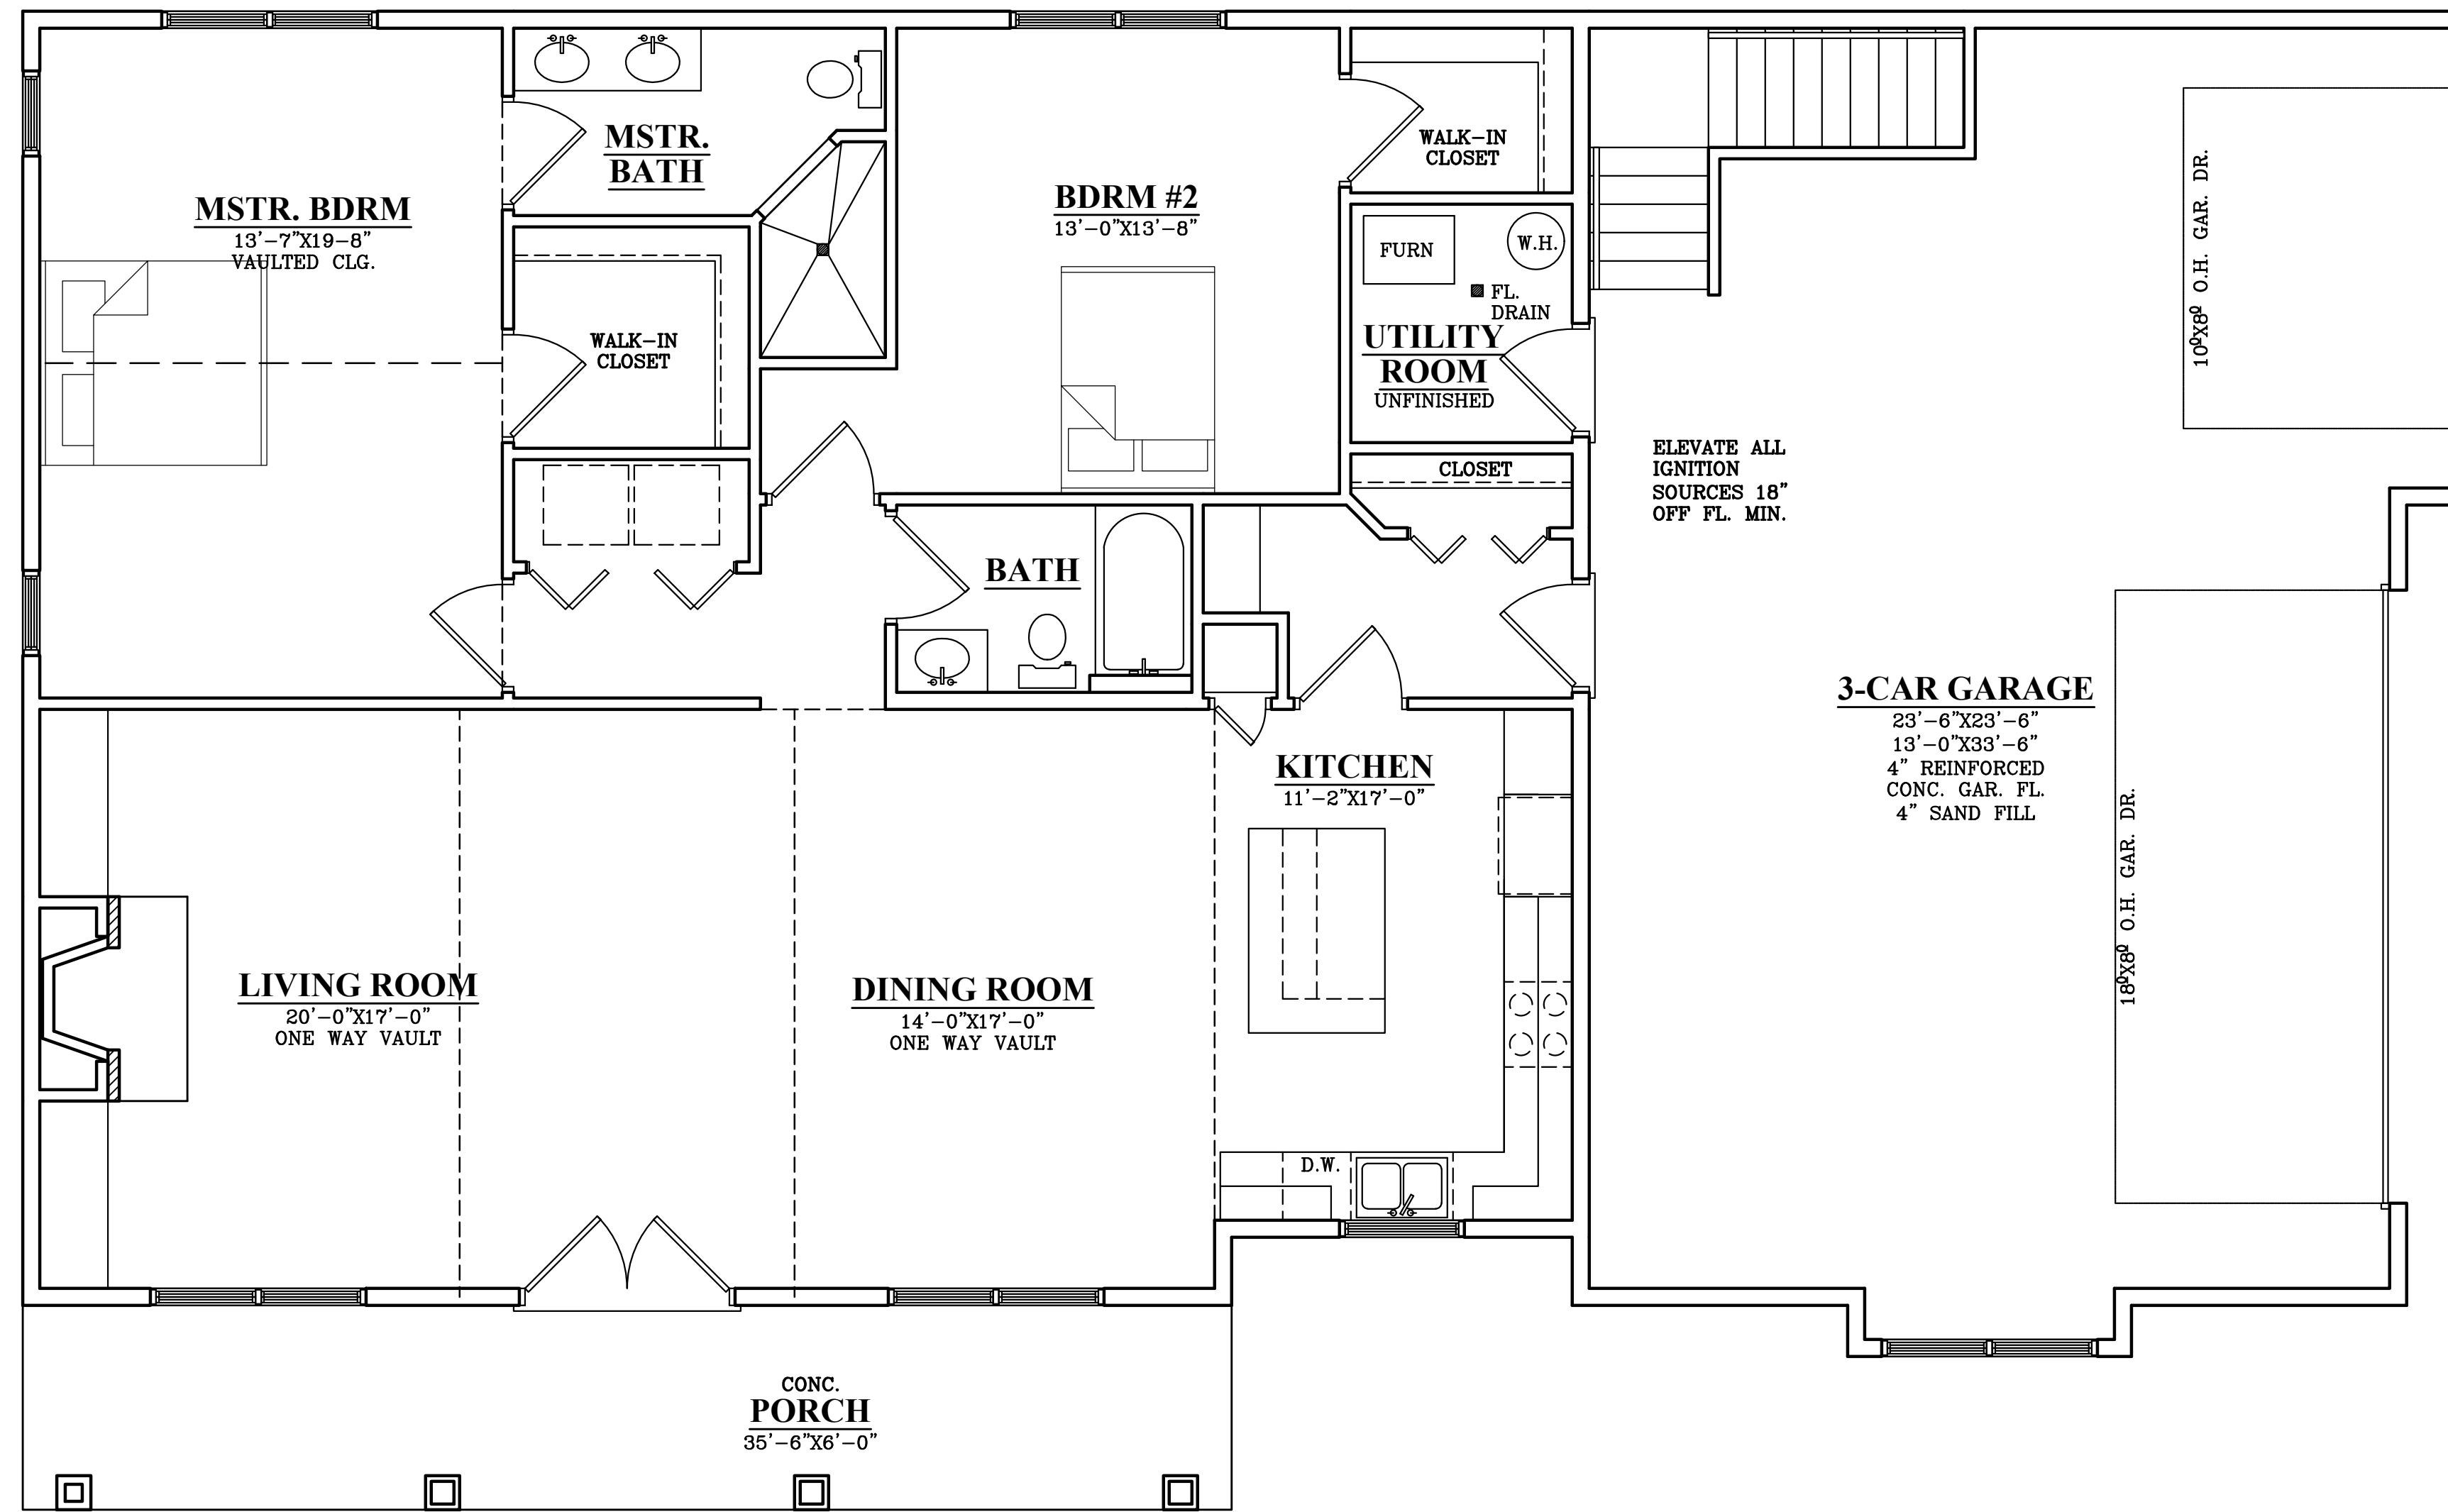 MSTR. BDRM
13'-7"X19-8"
VAULTED CLG.
MSTR.
BATH
WALK-IN
CLOSET
BDRM #2
13'-0"X13'-8"
WALK-IN
CLOSET
FURN
W.H.
FL.
DRAIN
UTILITY
ROOM
UNFINISHED
CLOSET
BATH
ELEVATE ALL
IGNITION
SOURCES 18"
OFF FL. MIN.
10⁰X8⁰ O.H. GAR. DR.
3-CAR GARAGE
23'-6"X23'-6"
13'-0"X33'-6"
4" REINFORCED
CONC. GAR. FL.
4" SAND FILL
18⁰X8⁰ O.H. GAR. DR.
KITCHEN
11'-2"X17'-0"
LIVING ROOM
20'-0"X17'-0"
ONE WAY VAULT
DINING ROOM
14'-0"X17'-0"
ONE WAY VAULT
D.W.
CONC.
PORCH
35'-6"X6'-0"